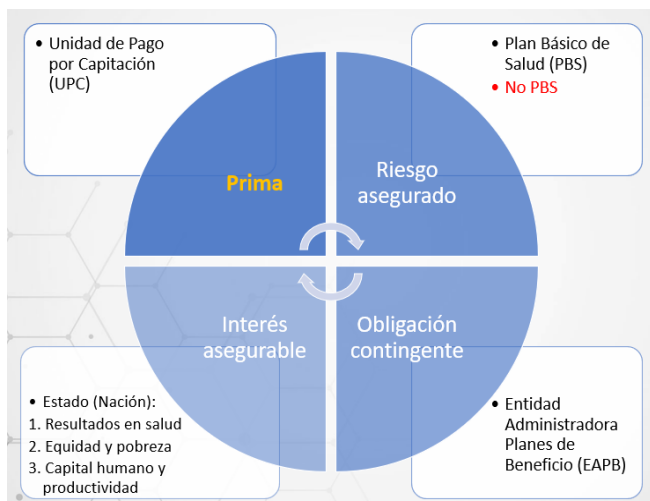 • Unidad de Pago
por Capitación
(UPC)
• Plan Básico de
Salud (PBS)
• No PBS
Prima
Riesgo
asegurado
Interés
asegurable
Obligación
contingente
• Estado (Nación):
1. Resultados en salud
2. Equidad y pobreza
3. Capital humano y
productividad
• Entidad
Administradora
Planes de
Beneficio (EAPB)